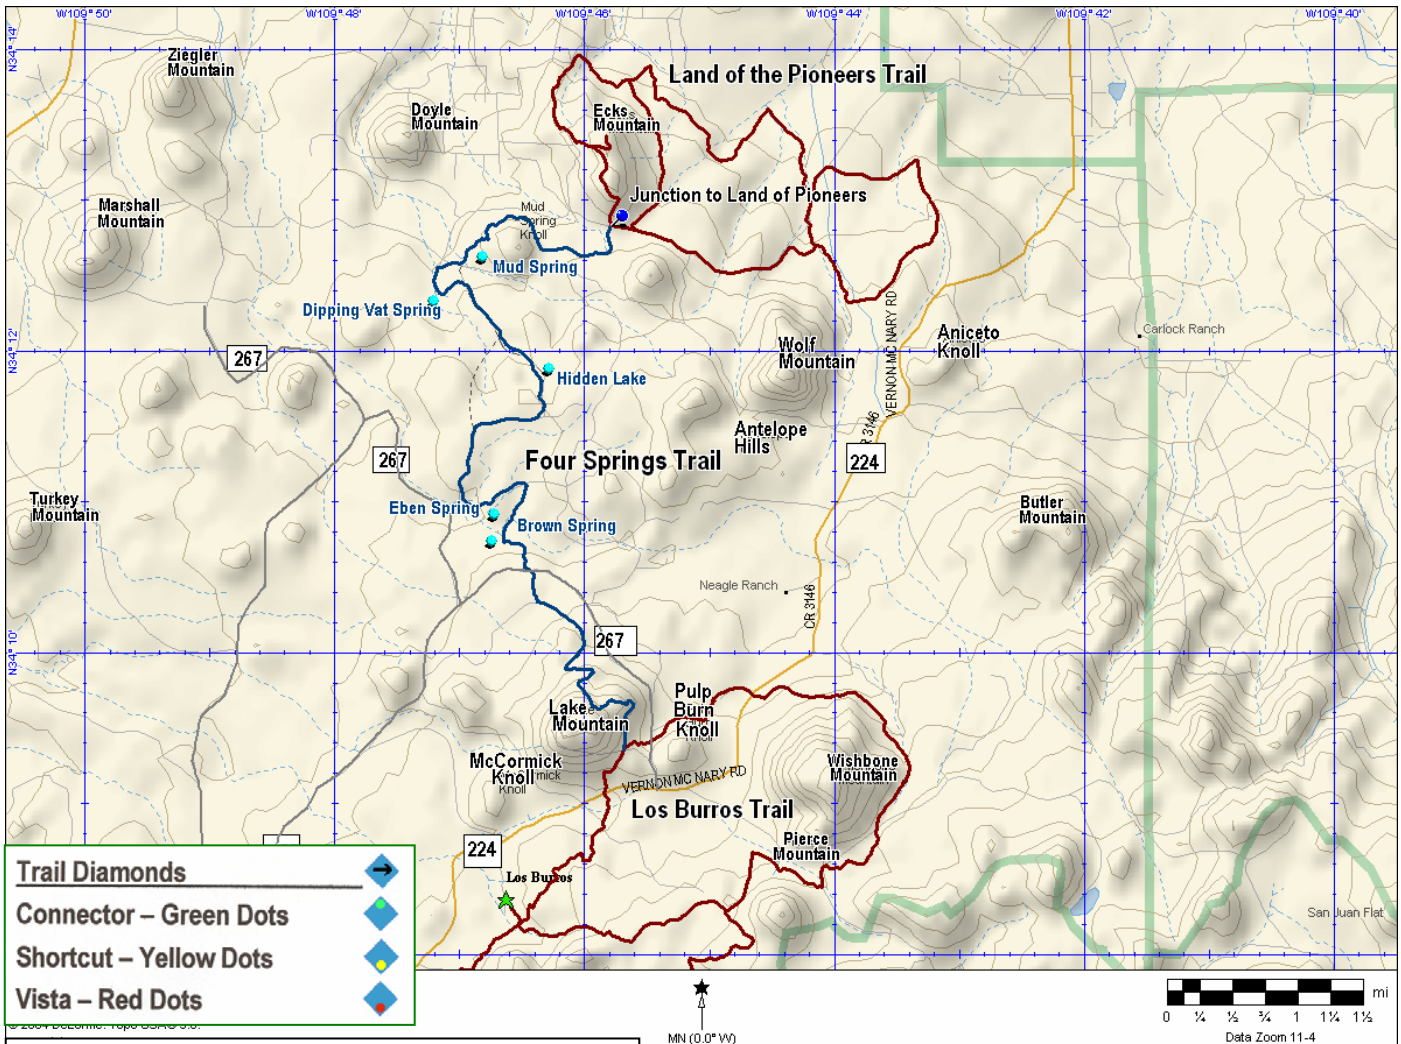 W109° 50'
W109° 48'
W109° 46'
W109° 44'
W109° 42'
W109° 40'
N34° 14'
Ziegler
Mountain
Land of the Pioneers Trail
Doyle
Mountain
Ecks
Mountain
Junction to Land of Pioneers
Marshall
Mountain
Mud
Spring
Knoll
Mud Spring
Dipping Vat Spring
VERNON MC NARY RD
N34° 12'
267
Wolf
Mountain
Aniceto
Knoll
Carlock Ranch
Hidden Lake
Antelope
Hills
267
Four Springs Trail
224
Turkey
Mountain
Eben Spring
Brown Spring
Butler
Mountain
Neagle Ranch
CR 3146
N34° 10'
267
Lake
Mountain
Pulp
Burn
Knoll
McCormick
Knoll
Knoll
VERNON MC NARY RD
Wishbone
Mountain
Los Burros Trail
224
Pierce
Mountain
Los Burros
San Juan Flat
Trail Diamonds
Connector – Green Dots
Shortcut – Yellow Dots
Vista – Red Dots
MN (0.0° W)
mi
0 ¼ ½ ¾ 1 1¼ 1½
Data Zoom 11-4